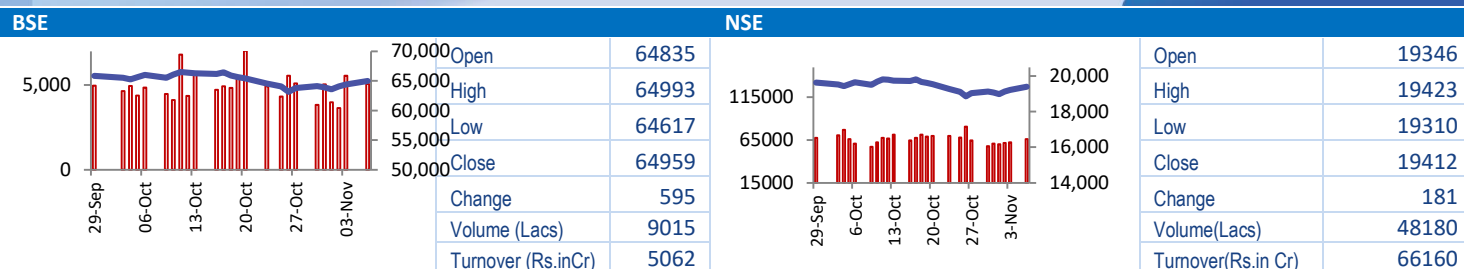 BSE
5,000
0
70,000
65,000
60,000
55,000
50,000
29-Sep
06-Oct
13-Oct
20-Oct
27-Oct
03-Nov
Open 64835
High 64993
Low 64617
Close 64959
Change 595
Volume (Lacs) 9015
Turnover (Rs.inCr) 5062
NSE
115000
65000
15000
20,000
18,000
16,000
14,000
29-Sep
6-Oct
13-Oct
20-Oct
27-Oct
3-Nov
Open 19346
High 19423
Low 19310
Close 19412
Change 181
Volume(Lacs) 48180
Turnover(Rs.in Cr) 66160